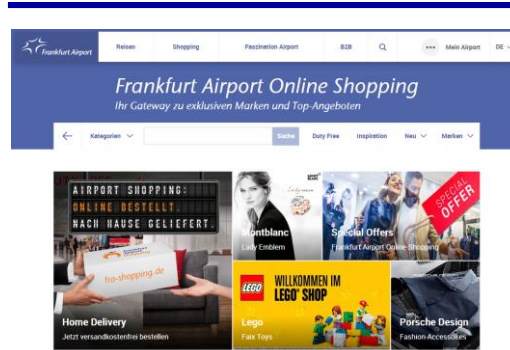 Frankfurt Airport
Reisen
Shopping
Faszination Airport
B2B
Mein Airport
DE
Frankfurt Airport Online Shopping
Ihr Gateway zu exklusiven Marken und Top-Angeboten
Kategorien
Suche
Duty Free
Inspiration
Neu
Marken
AIRPORT SHOPPING:
ONLINE BESTELLT.
NACH HAUSE GELIEFERT.
fra-shopping.de
Home Delivery
Jetzt versandkostenfrei bestellen
Montblanc
Lady Emblem
SPECIAL
OFFER
Special Offers
Frankfurt Airport Online-Shopping
LEGO
WILLKOMMEN IM
LEGO® SHOP
Lego
Faix Toys
Porsche Design
Fashion-Accessoires